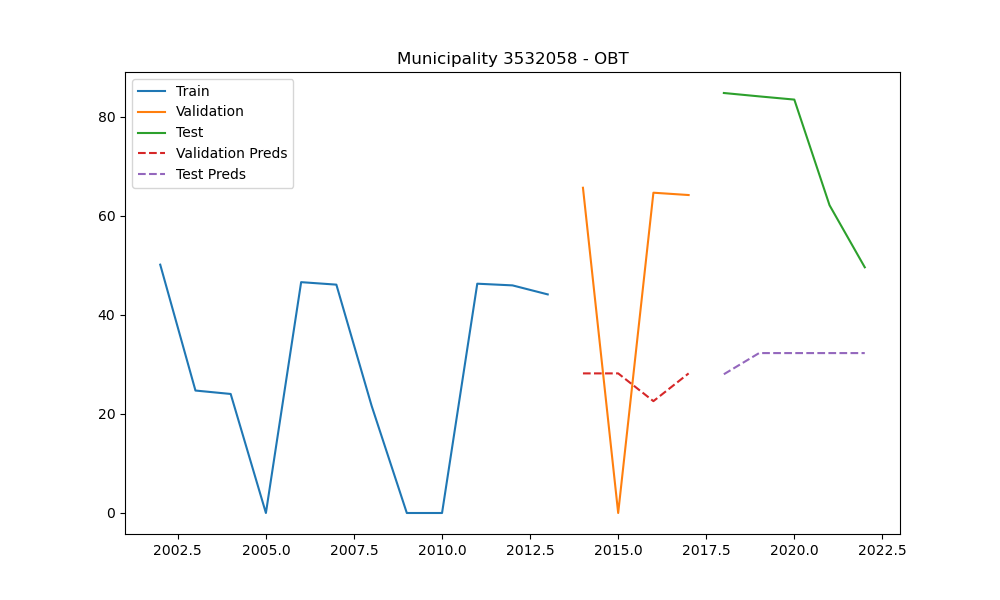 Municipality 3532058 - OBT
Train
Validation
Test
Validation Preds
Test Preds
80
60
40
20
0
2002.5 2005.0 2007.5 2010.0 2012.5 2015.0 2017.5 2020.0 2022.5